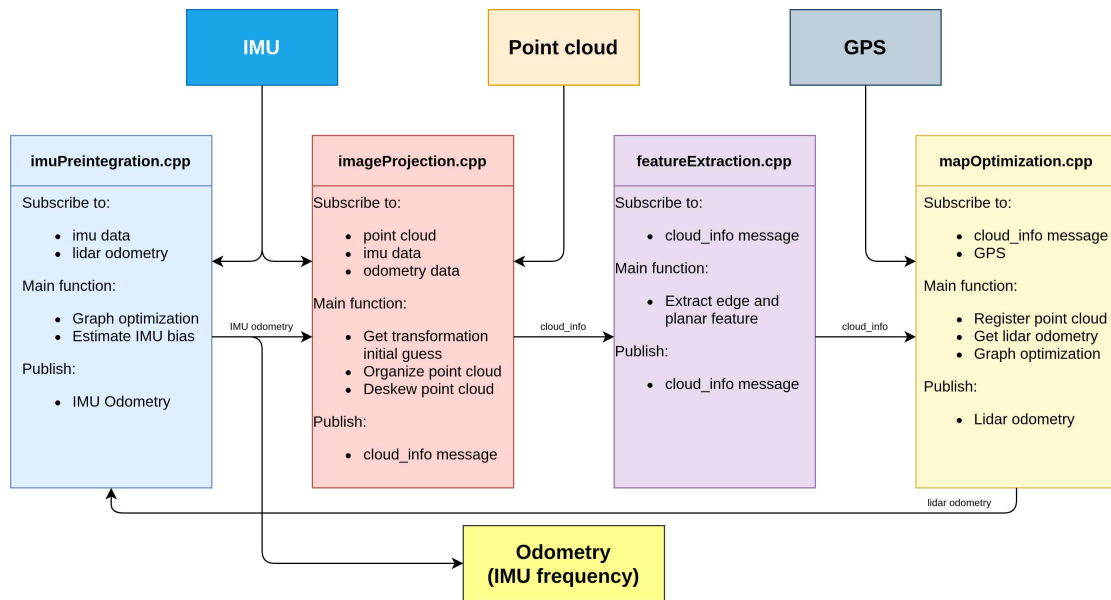 IMU
Point cloud
GPS
imuPreintegration.cpp
Subscribe to:
• imu data
• lidar odometry
Main function:
• Graph optimization
• Estimate IMU bias
Publish:
• IMU Odometry
IMU odometry
imageProjection.cpp
Subscribe to:
• point cloud
• imu data
• odometry data
Main function:
• Get transformation
initial guess
• Organize point cloud
• Deskew point cloud
Publish:
• cloud_info message
cloud_info
featureExtraction.cpp
Subscribe to:
• cloud_info message
Main function:
• Extract edge and
planar feature
Publish:
• cloud_info message
cloud_info
mapOptimization.cpp
Subscribe to:
• cloud_info message
• GPS
Main function:
• Register point cloud
• Get lidar odometry
• Graph optimization
Publish:
• Lidar odometry
lidar odometry
Odometry
(IMU frequency)